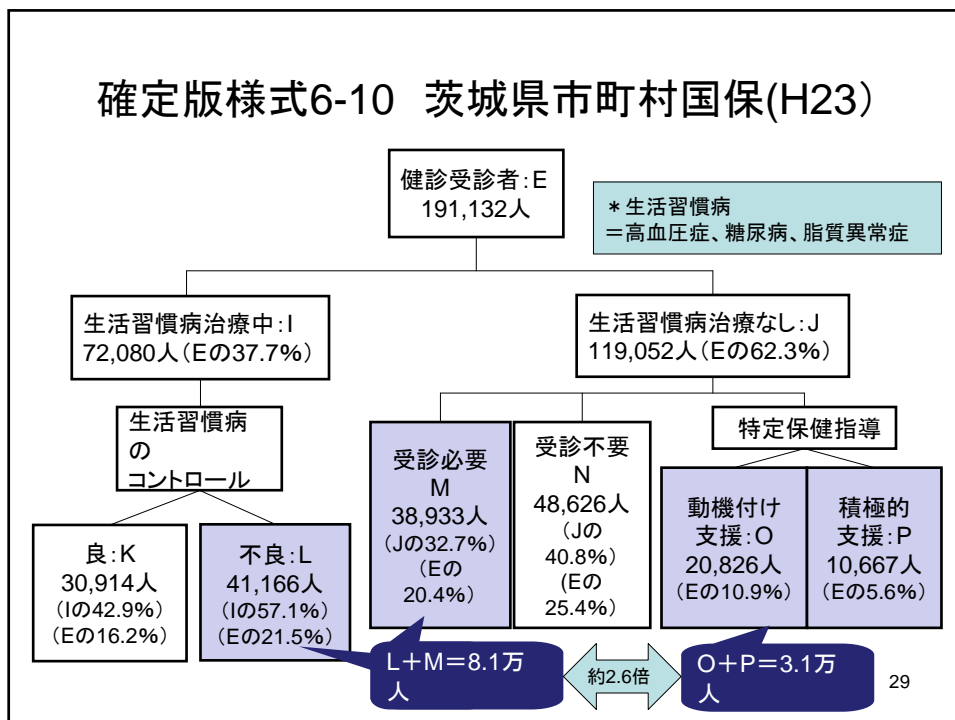 確定版様式6-10 茨城県市町村国保(H23)
健診受診者:E
191,132人
*生活習慣病
=高血圧症、糖尿病、脂質異常症
生活習慣病治療中:I
72,080人(Eの37.7%)
生活習慣病治療なし:J
119,052人(Eの62.3%)
生活習慣病
の
コントロール
特定保健指導
良:K
30,914人
(Iの42.9%)
(Eの16.2%)
不良:L
41,166人
(Iの57.1%)
(Eの21.5%)
受診必要
M
38,933人
(Jの32.7%)
(Eの
20.4%)
受診不要
N
48,626人
(Jの
40.8%)
(Eの
25.4%)
動機付け
支援:O
20,826人
(Eの10.9%)
積極的
支援:P
10,667人
(Eの5.6%)
L+M=8.1万
人
約2.6倍
O+P=3.1万
人
29